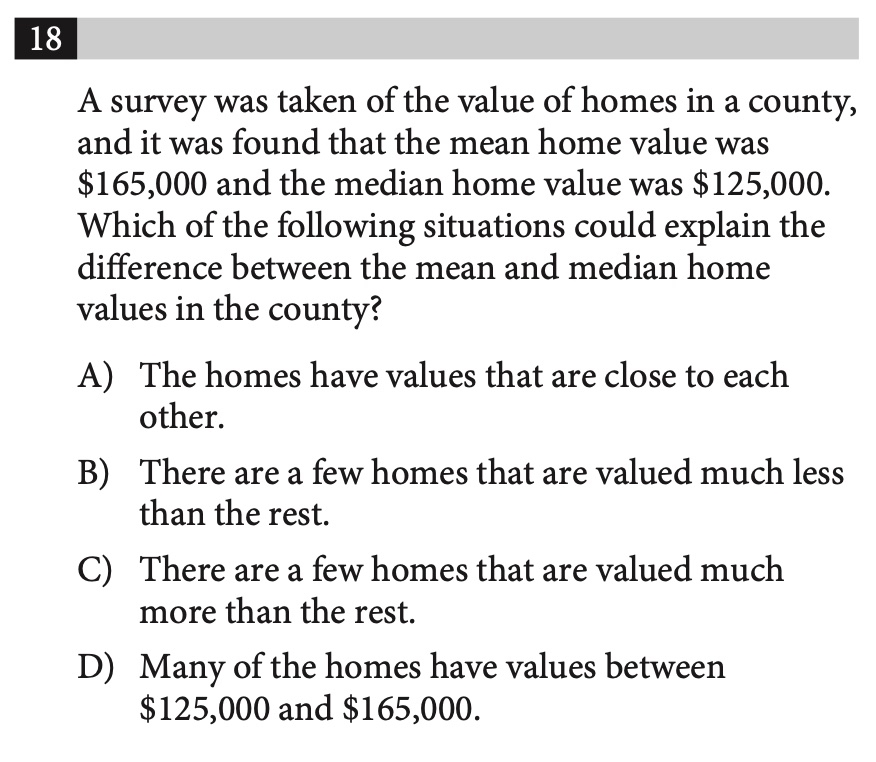 18
A survey was taken of the value of homes in a county,
and it was found that the mean home value was
$165,000 and the median home value was $125,000.
Which of the following situations could explain the
difference between the mean and median home
values in the county?
A) The homes have values that are close to each
other.
B) There are a few homes that are valued much less
than the rest.
C) There are a few homes that are valued much
more than the rest.
D) Many of the homes have values between
$125,000 and $165,000.